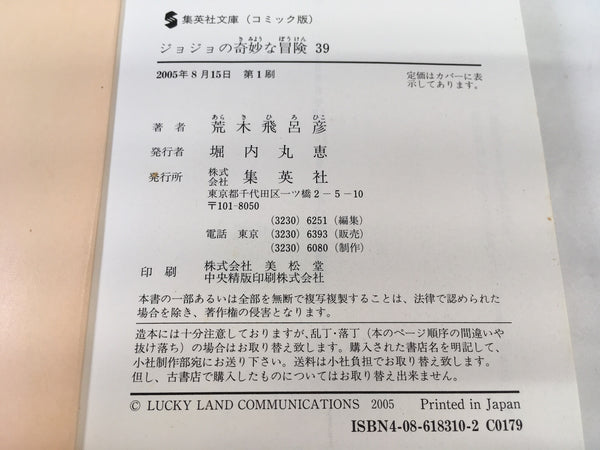 集英社文庫（コミック版）
ジョジョの奇妙な冒険 39
きみよう ぼうけん
2005年8月15日 第1刷
定価はカバーに表
示してあります。
あら き ひ ろ ひこ
著者 荒木飛呂彦
発行者 堀内丸恵
発行所 株式会社 集英社
東京都千代田区一ツ橋2－5－10
〒101-8050
(3230) 6251（編集）
電話 東京 (3230) 6393（販売）
(3230) 6080（制作）
印刷 株式会社 美松堂
中央精版印刷株式会社
本書の一部あるいは全部を無断で複写複製することは、法律で認められた
場合を除き、著作権の侵害となります。
造本には十分注意しておりますが、乱丁・落丁（本のページ順序の間違いや
抜け落ち）の場合はお取り替え致します。購入された書店名を明記して、
小社制作部宛にお送り下さい。送料は小社負担でお取り替え致します。
但し、古書店で購入したものについてはお取り替え出来ません。
© LUCKY LAND COMMUNICATIONS 2005 Printed in Japan
ISBN4-08-618310-2 C0179